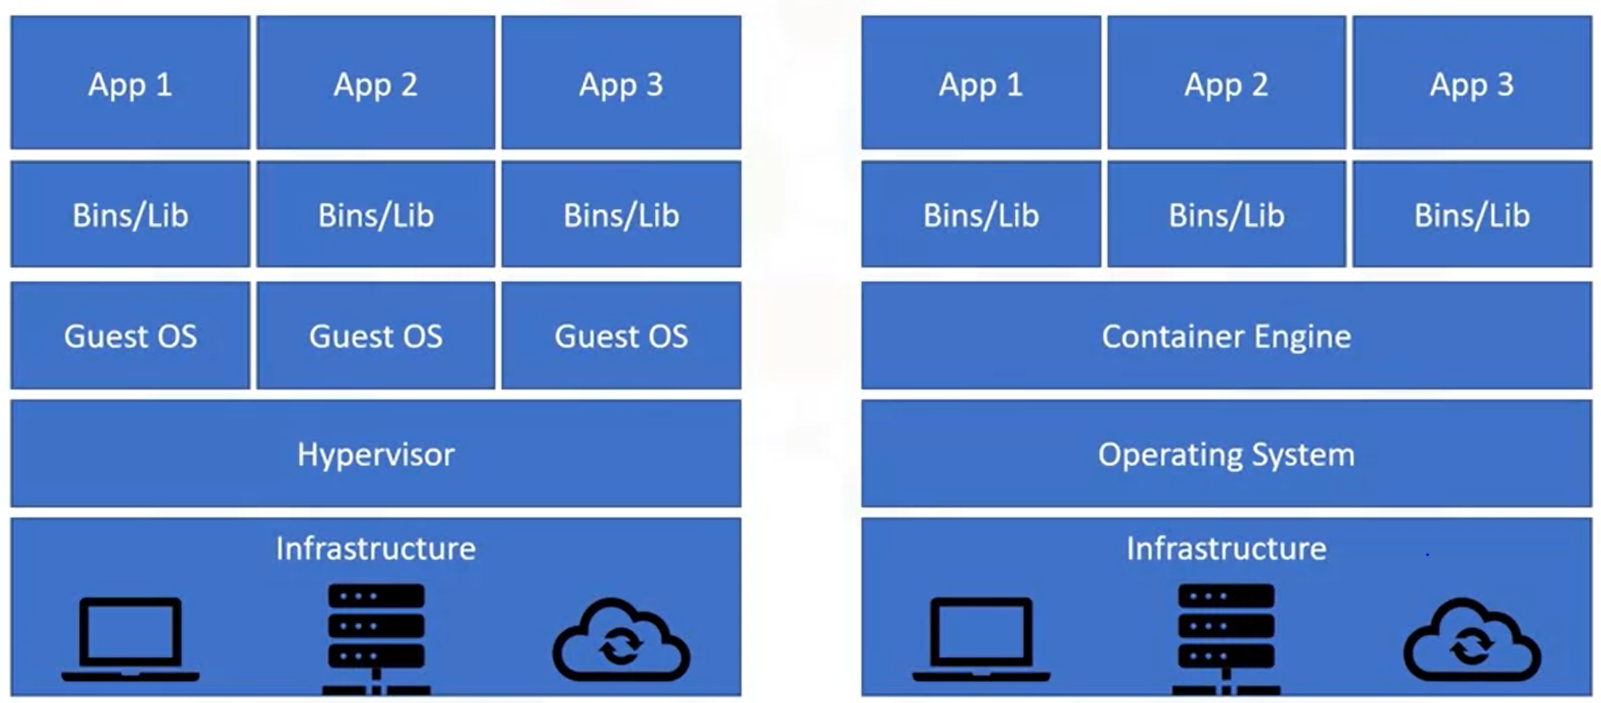 App 1
App 2
App 3
Bins/Lib
Bins/Lib
Bins/Lib
Guest OS
Guest OS
Guest OS
Hypervisor
Infrastructure
App 1
App 2
App 3
Bins/Lib
Bins/Lib
Bins/Lib
Container Engine
Operating System
Infrastructure